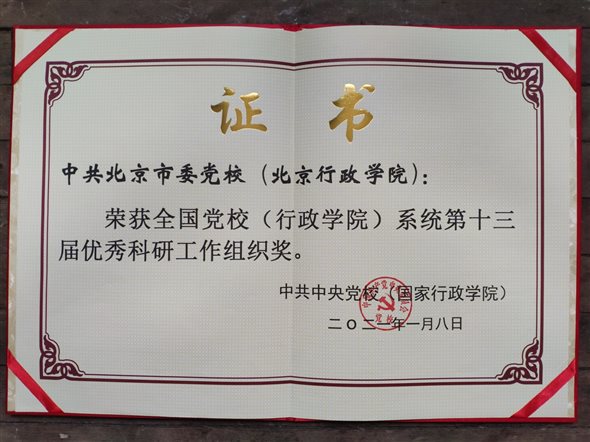 证 书
中共北京市委党校（北京行政学院）：
荣获全国党校（行政学院）系统第十三
届优秀科研工作组织奖。
中共中央党校（国家行政学院）
二〇二一年一月八日